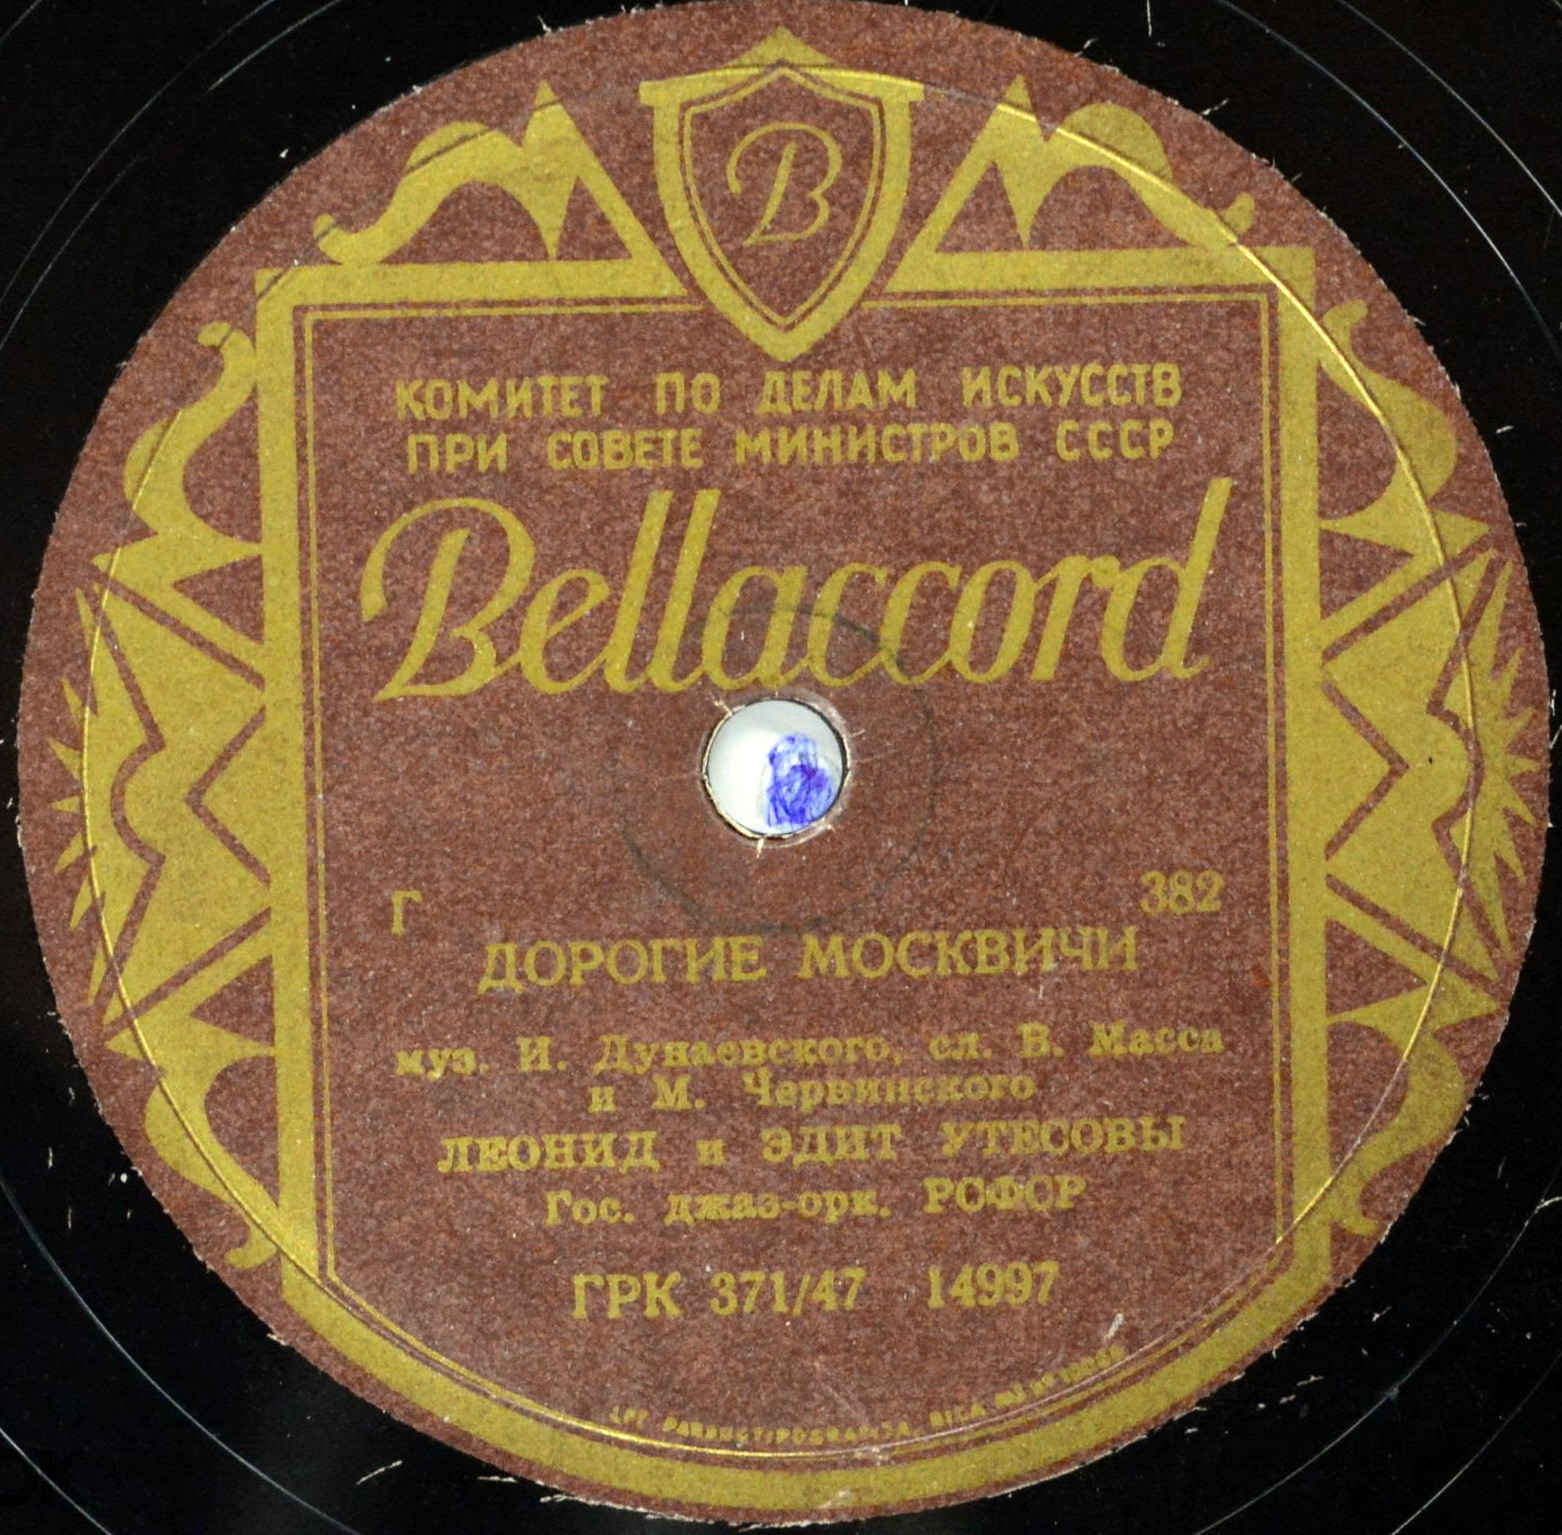 B
КОМИТЕТ ПО ДЕЛАМ ИСКУССТВ
ПРИ СОВЕТЕ МИНИСТРОВ СССР
Bellaccord
Г 382
ДОРОГИЕ МОСКВИЧИ
муз. И. Дунаевского, сл. В. Масса
и М. Червинского
ЛЕОНИД и ЭДИТ УТЕСОВЫ
Гос. джаз-орк. РСФСР
ГРК 371/47 14997
RIGA